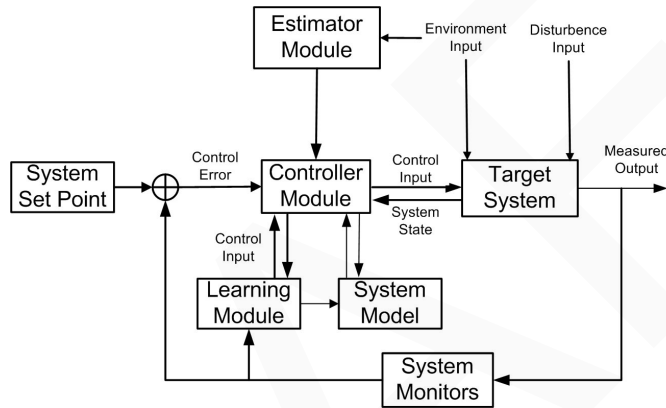 Estimator
Module
Environment
Input
Disturbence
Input
System
Set Point
Control
Error
Controller
Module
Control
Input
System
State
Target
System
Measured
Output
Control
Input
Learning
Module
System
Model
System
Monitors